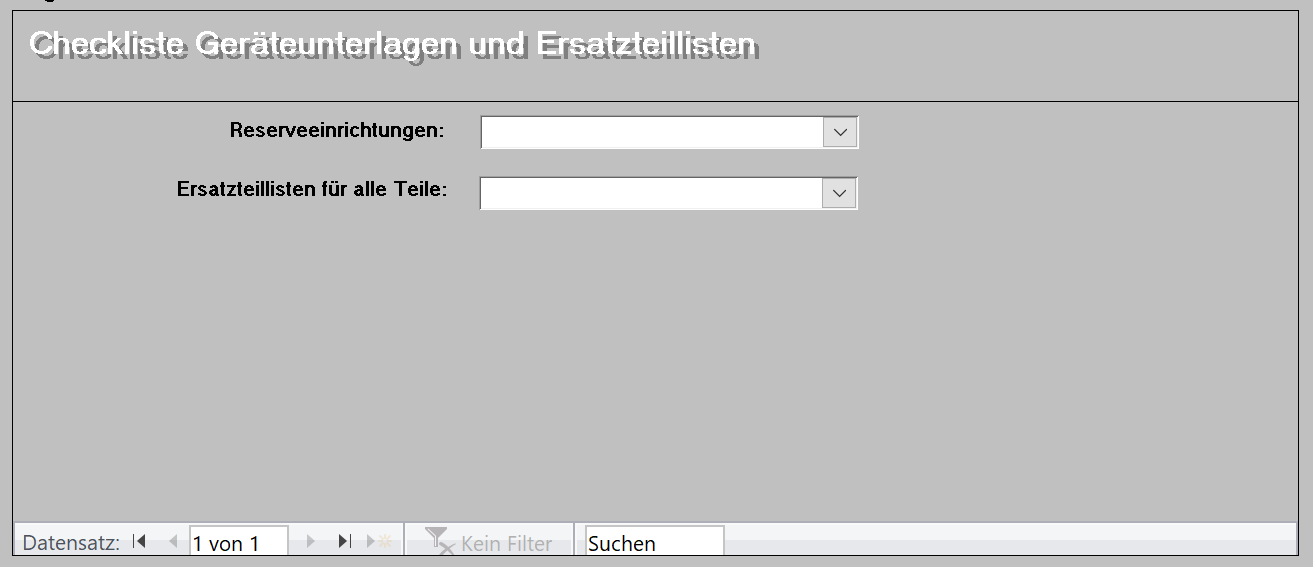 Checkliste Geräteunterlagen und Ersatzteillisten
Reserveeinrichtungen:
Ersatzteillisten für alle Teile:
Datensatz: 1 von 1 Kein Filter Suchen